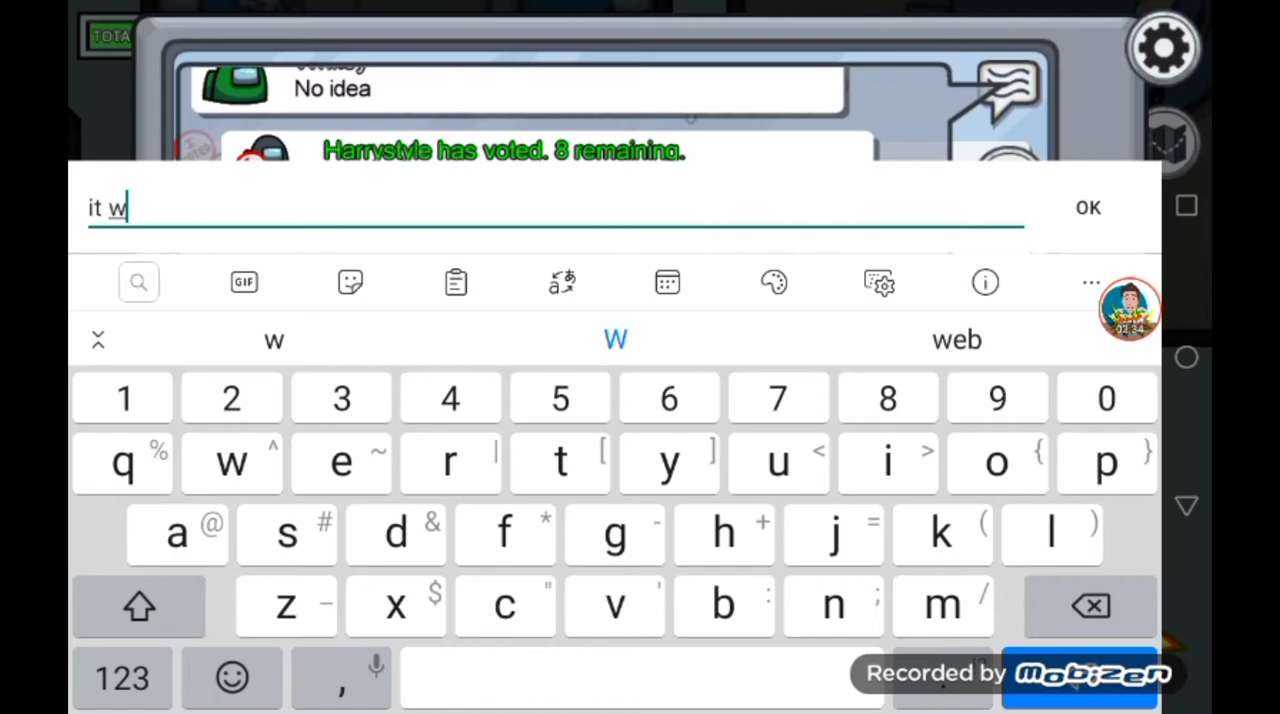 TOTA
No idea
Harrystyle has voted. 8 remaining.
it w
OK
GIF
w W web
1 2 3 4 5 6 7 8 9 0
q % w ^ e ~ r | t [ y ] u < i > o { p }
a @ s # d & f * g - h + j = k ( l )
z _ x $ c " v ' b : n ; m /
123 ,
Recorded by Mobizen